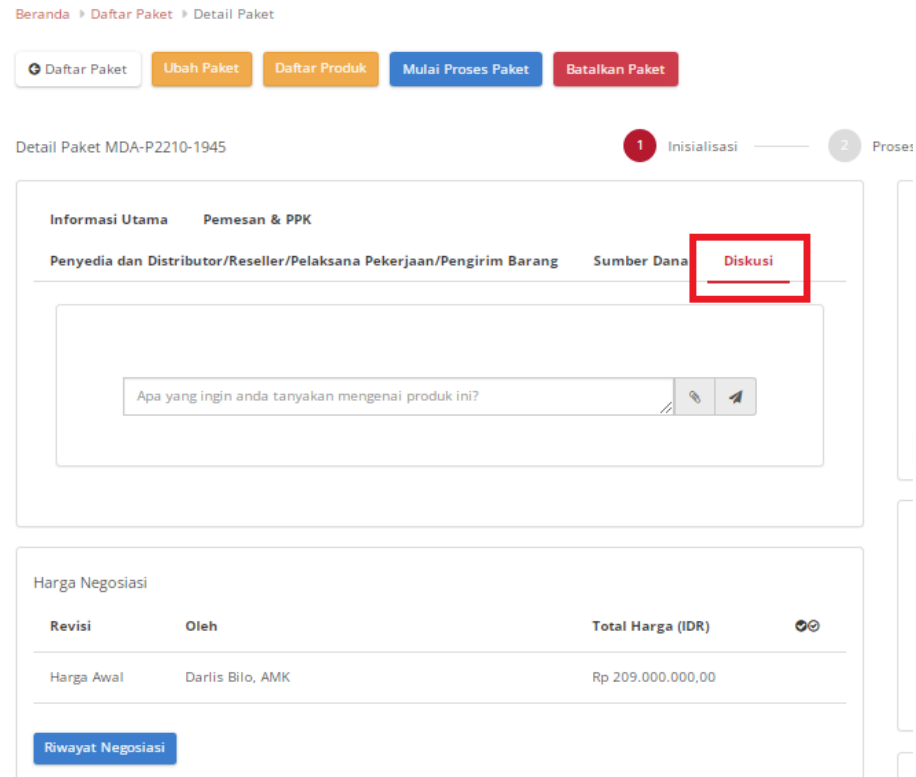 Beranda Daftar Paket Detail Paket
Daftar Paket Ubah Paket Daftar Produk Mulai Proses Paket Batalkan Paket
Detail Paket MDA-P2210-1945 1 Inisialisasi 2 Proses
Informasi Utama Pemesan & PPK
Penyedia dan Distributor/Reseller/Pelaksana Pekerjaan/Pengirim Barang Sumber Dana Diskusi
Apa yang ingin anda tanyakan mengenai produk ini?
Harga Negosiasi
Revisi Oleh Total Harga (IDR)
Harga Awal Darlis Bilo, AMK Rp 209.000.000,00
Riwayat Negosiasi